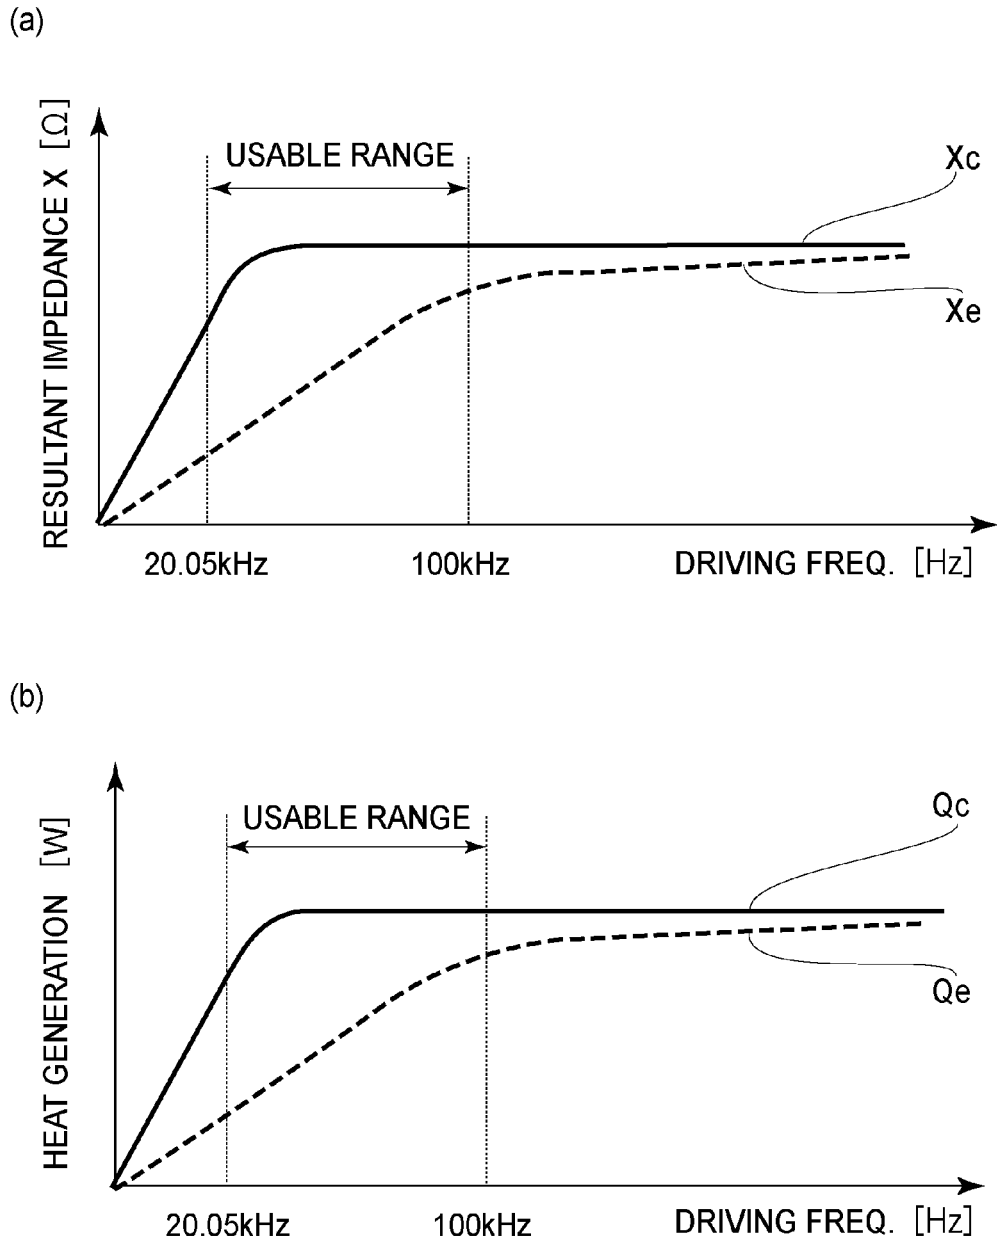 (a)
RESULTANT IMPEDANCE X [Ω]
USABLE RANGE
Xc
Xe
20.05kHz
100kHz
DRIVING FREQ. [Hz]
(b)
HEAT GENERATION [W]
USABLE RANGE
Qc
Qe
20.05kHz
100kHz
DRIVING FREQ. [Hz]